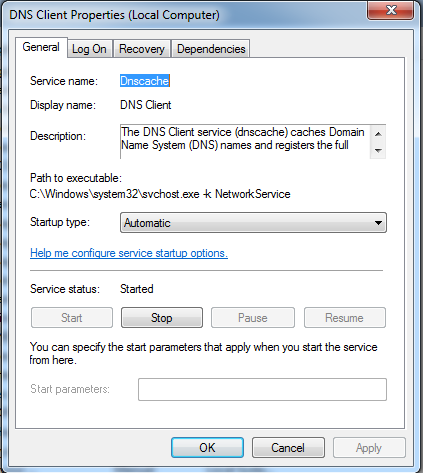 DNS Client Properties (Local Computer)
General Log On Recovery Dependencies
Service name: Dnscache
Display name: DNS Client
Description: The DNS Client service (dnscache) caches Domain
Name System (DNS) names and registers the full
Path to executable:
C:\Windows\system32\svchost.exe -k NetworkService
Startup type: Automatic
Help me configure service startup options.
Service status: Started
Start Stop Pause Resume
You can specify the start parameters that apply when you start the service
from here.
Start parameters:
OK Cancel Apply